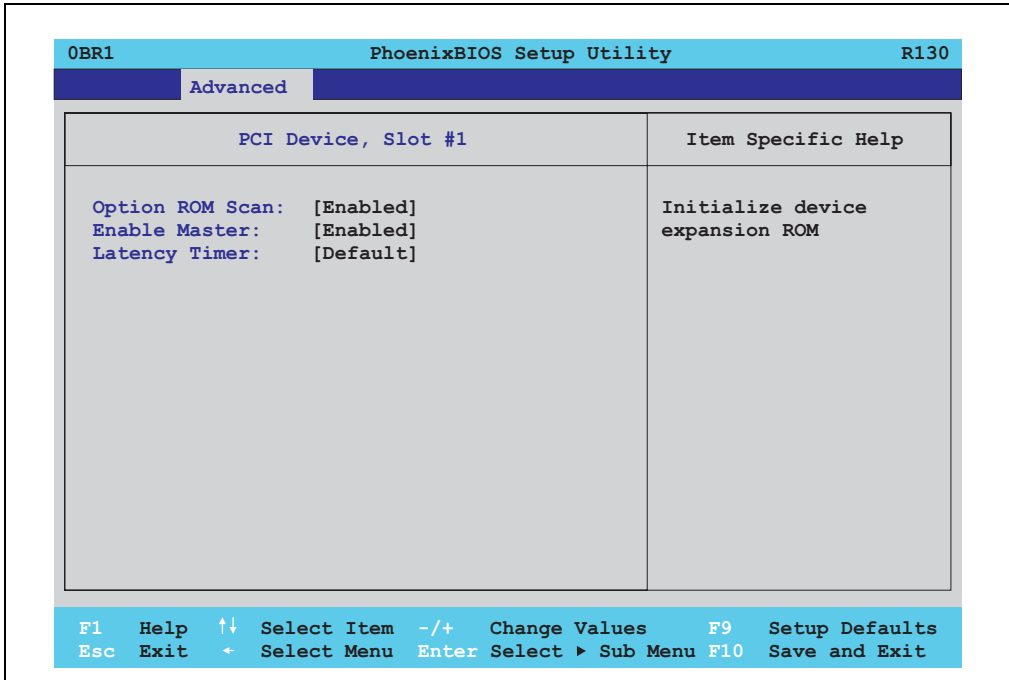 0BR1 PhoenixBIOS Setup Utility R130
Advanced
PCI Device, Slot #1 Item Specific Help
Option ROM Scan: [Enabled] Initialize device
Enable Master: [Enabled] expansion ROM
Latency Timer: [Default]
F1 Help ↑↓ Select Item -/+ Change Values F9 Setup Defaults
Esc Exit ← Select Menu Enter Select ▶ Sub Menu F10 Save and Exit